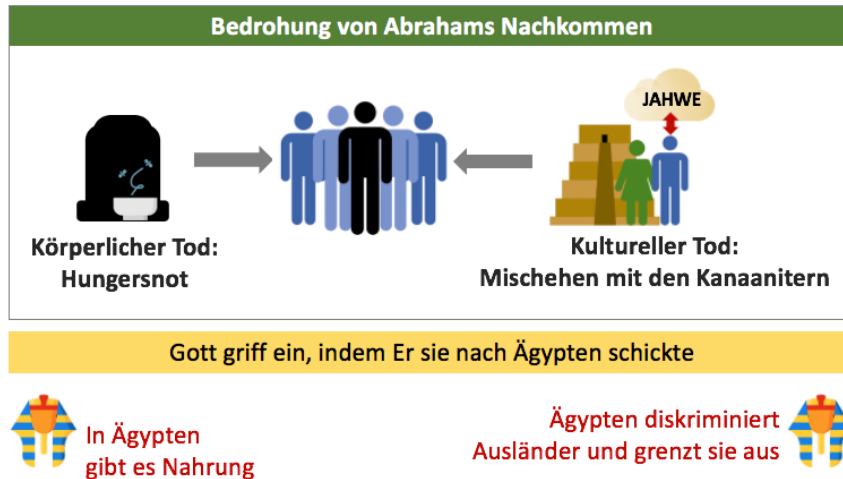 Bedrohung von Abrahams Nachkommen
JAHWE
Körperlicher Tod:
Hungersnot
Kultureller Tod:
Mischehen mit den Kanaanitern
Gott griff ein, indem Er sie nach Ägypten schickte
In Ägypten
gibt es Nahrung
Ägypten diskriminiert
Ausländer und grenzt sie aus